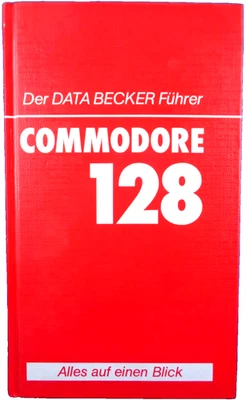 Der DATA BECKER Führer
COMMODORE
128
Alles auf einen Blick